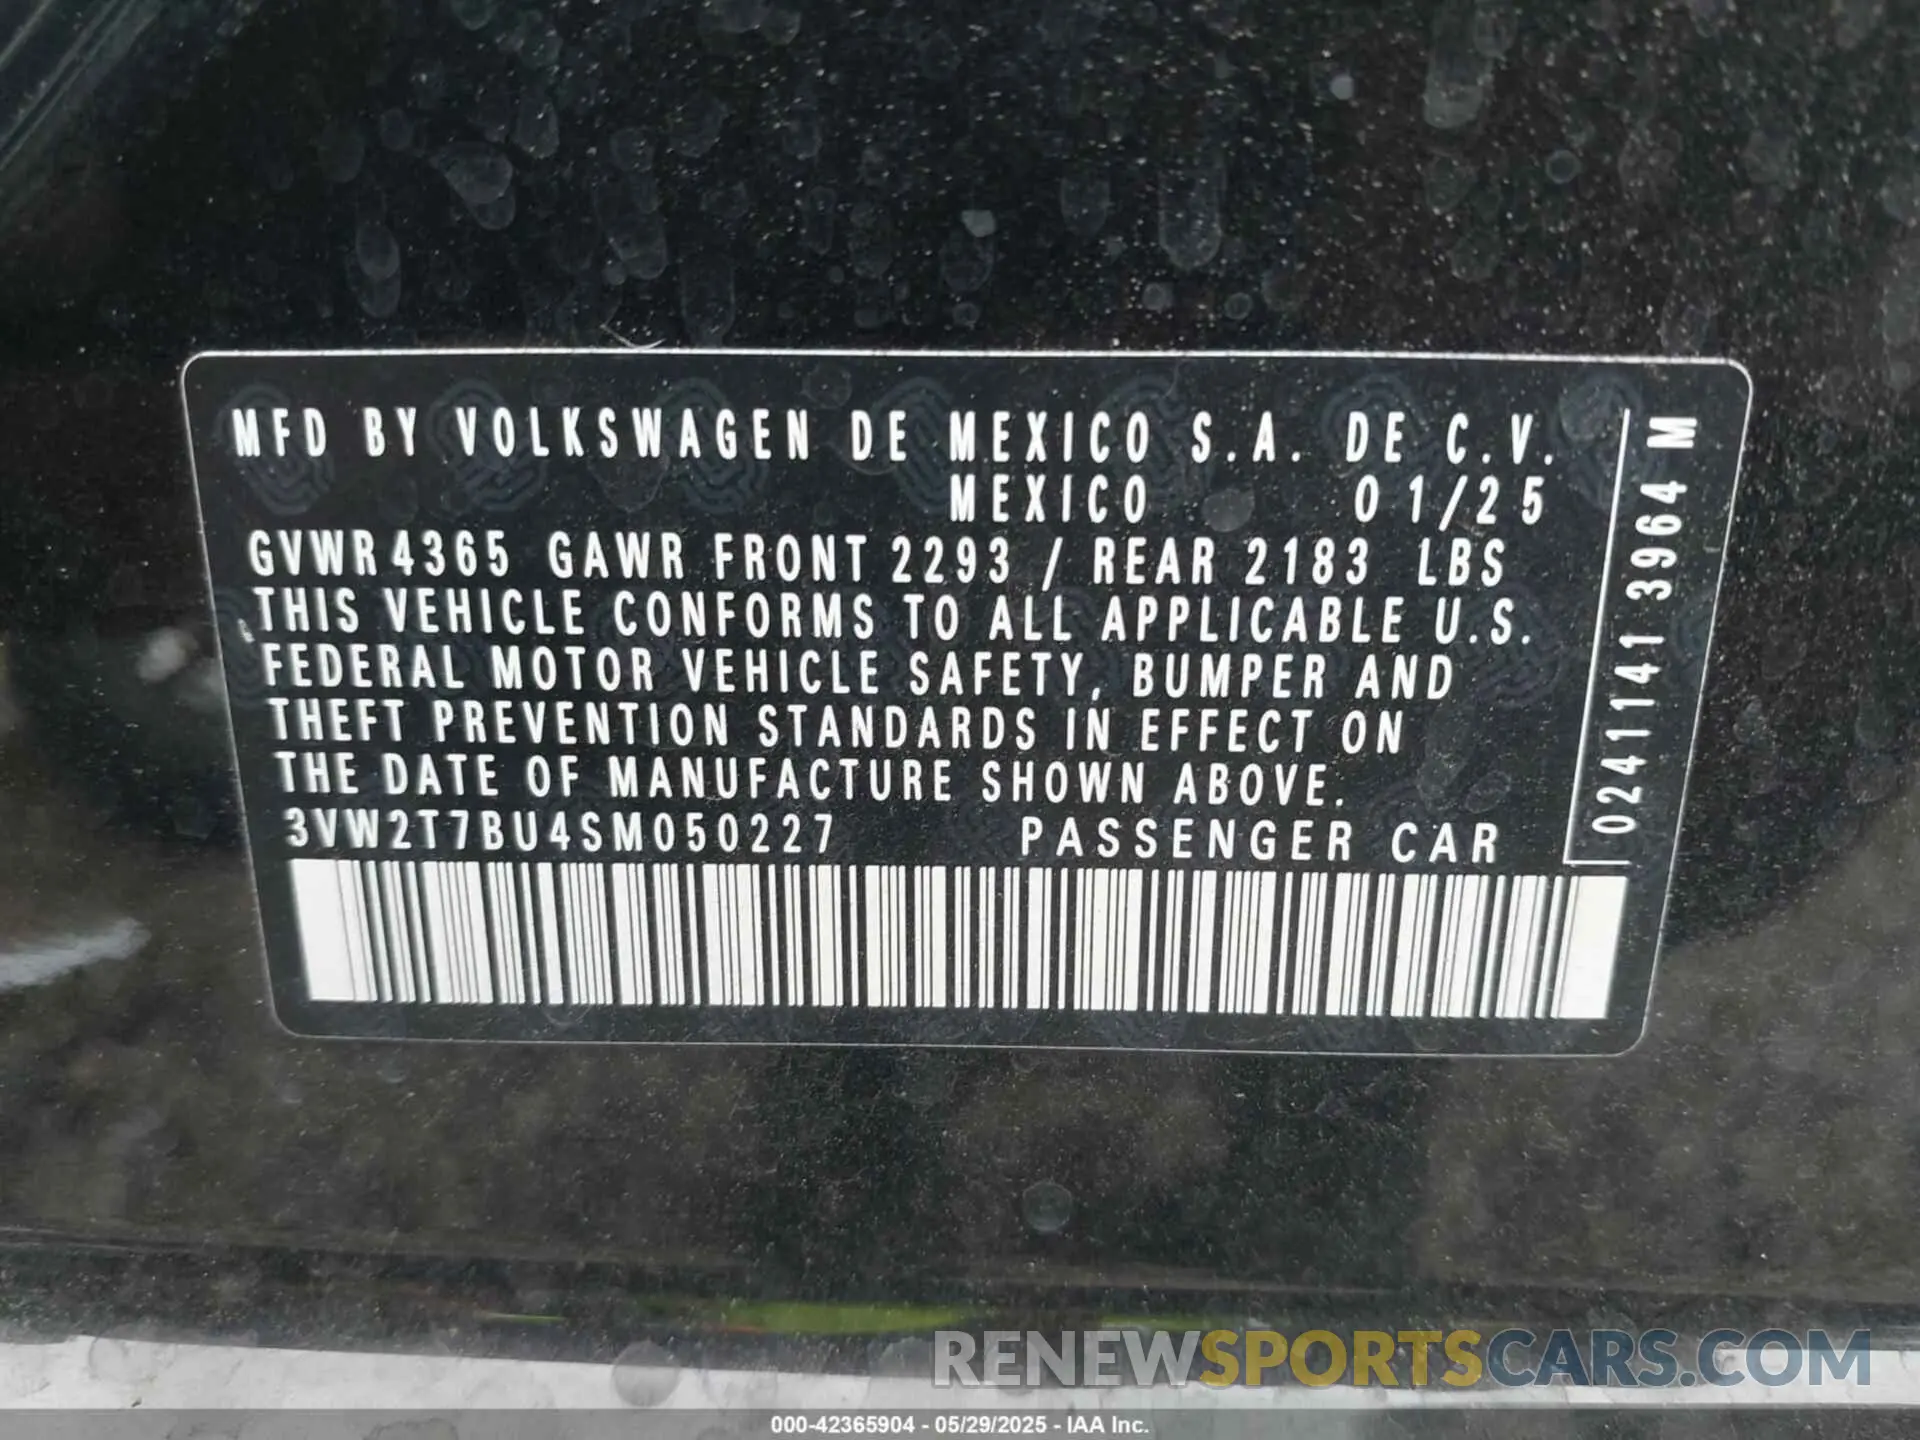 MFD BY VOLKSWAGEN DE MEXICO S.A. DE C.V.
MEXICO 01/25
GVWR 4365 GAWR FRONT 2293 / REAR 2183 LBS
THIS VEHICLE CONFORMS TO ALL APPLICABLE U.S.
FEDERAL MOTOR VEHICLE SAFETY, BUMPER AND
THEFT PREVENTION STANDARDS IN EFFECT ON
THE DATE OF MANUFACTURE SHOWN ABOVE.
3VW2T7BU4SM050227 PASSENGER CAR
0241141 3964 M
RENEWSPORTSCARS.COM
000-42365904 - 05/29/2025 - IAA Inc.